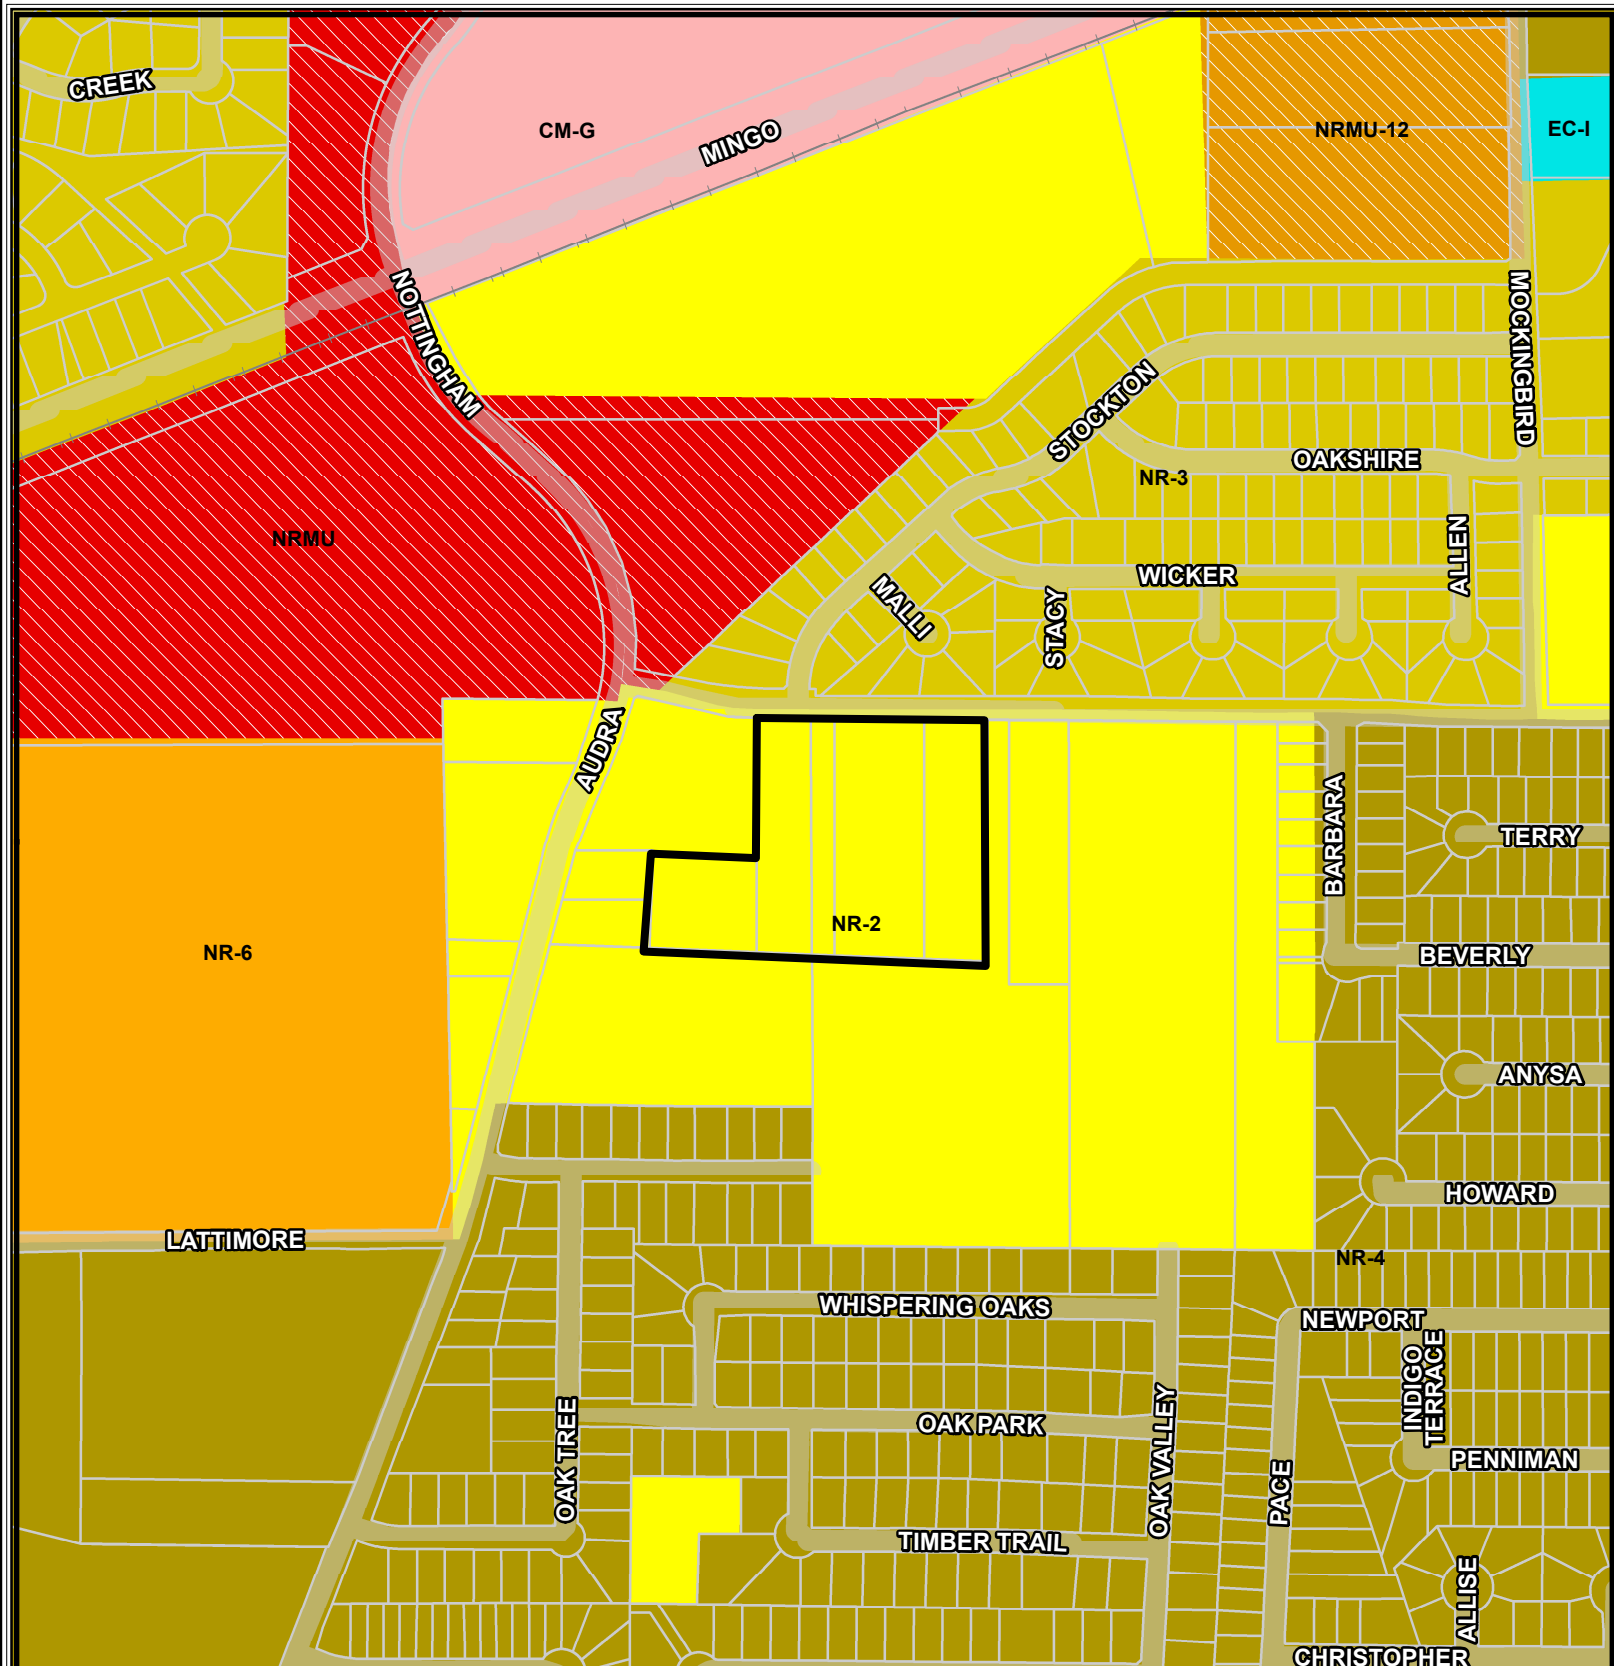 CREEK
CM-G
MINGO
NRMU-12
EC-I
NOTTINGHAM
MOCKINGBIRD
STOCKTON
OAKSHIRE
NR-3
NRMU
ALLEN
WICKER
MALLI
STACY
AUDRA
BARBARA
TERRY
NR-2
NR-6
BEVERLY
ANYSA
HOWARD
LATTIMORE
NR-4
WHISPERING OAKS
NEWPORT
INDIGO
TERRACE
OAK TREE
OAK PARK
OAK VALLEY
PACE
PENNIMAN
TIMBER TRAIL
ALLISE
CHRISTOPHER